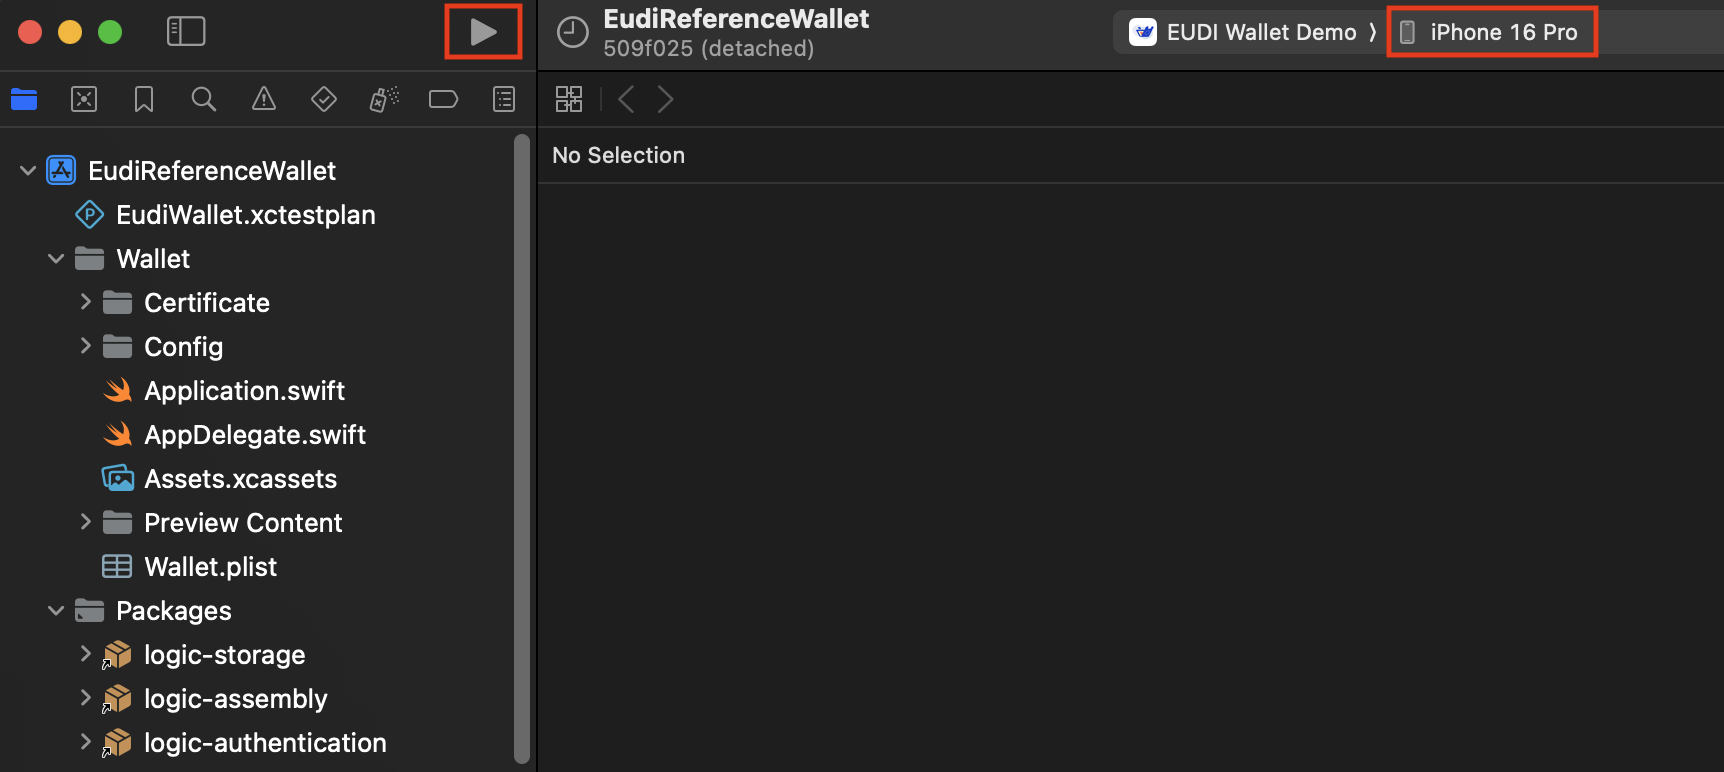 EudiReferenceWallet
509f025 (detached)
EUDI Wallet Demo ⟩ iPhone 16 Pro
No Selection
EudiReferenceWallet
EudiWallet.xctestplan
Wallet
Certificate
Config
Application.swift
AppDelegate.swift
Assets.xcassets
Preview Content
Wallet.plist
Packages
logic-storage
logic-assembly
logic-authentication